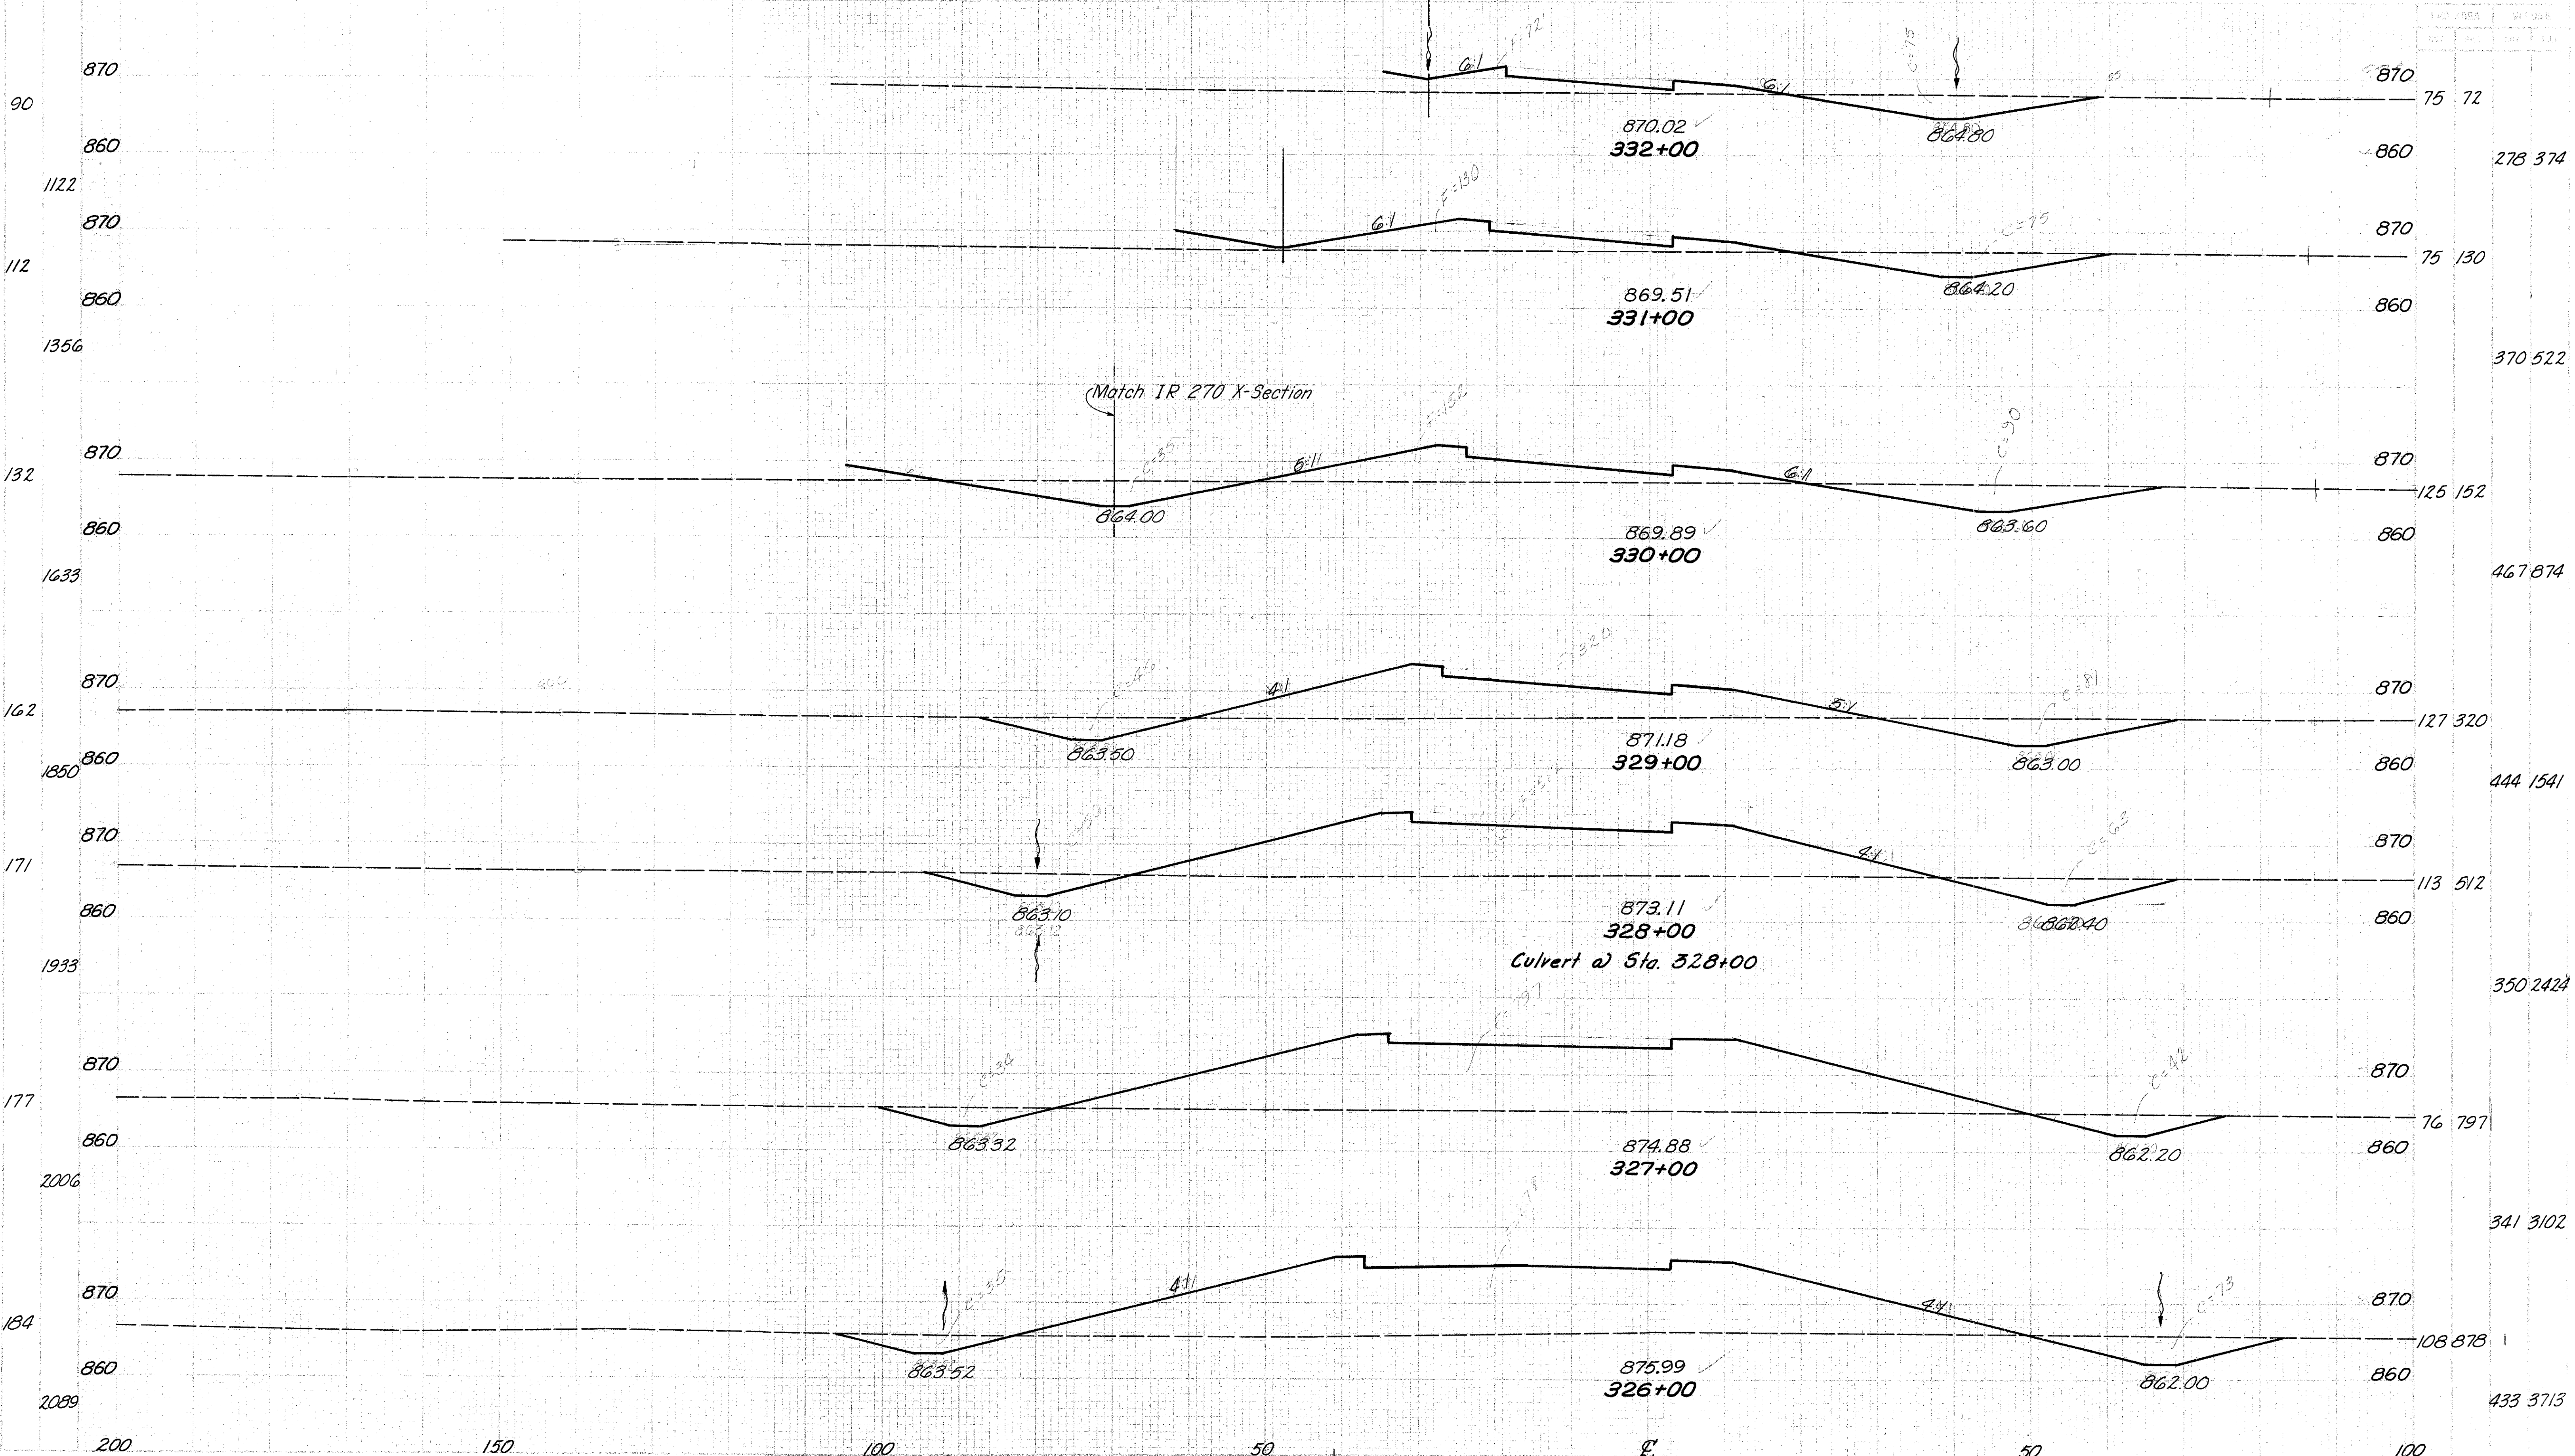 870 6:1 F=72 C=75 870
90 6:1 75 72
870.02 864.80
860 332+00 860 278 374
1122 F=130
870 6:1 C=75 870
112 75 130
860 869.51 864.20 860
331+00
1356 370 522
Match IR 270 X-Section
F=152 C=90
870 C=35 870
132 6:1 6:1 125 152
864.00 863.60
860 869.89 860
330+00
1633 467 874
320
870 4:1 C=81 870
162 5:1 127 320
863.50 871.18 863.00
1850 860 329+00 860 444 1541
870 C=63 870
171 4:1 113 512
860 863.10 873.11 862.40 860
328+00
1933 Culvert @ Sta. 328+00 350 2424
797
870 C=34 C=42 870
177 76 797
860 863.32 874.88 862.20 860
327+00
2006 341 3102
870 C=35 4:1 4:1 C=73 870
184 108 878
860 863.52 875.99 862.00 860
326+00
2089 433 3713
200 150 100 50 ℄ 50 100